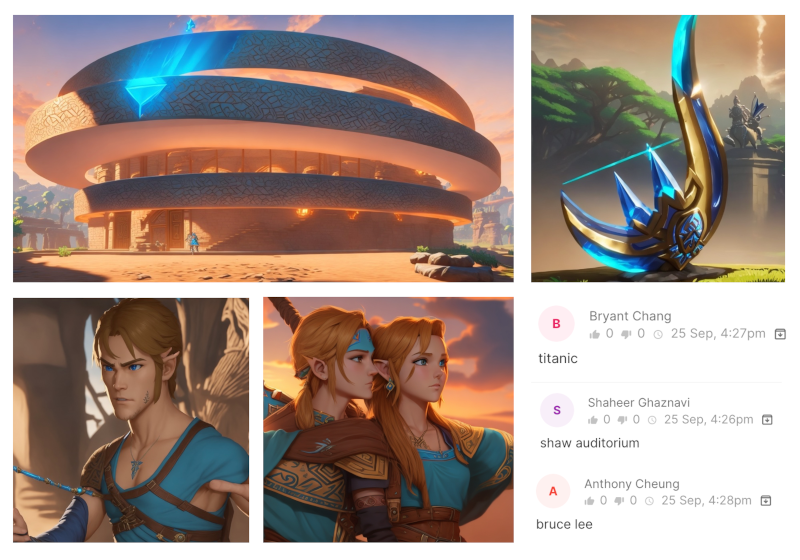 B
Bryant Chang
0 0 25 Sep, 4:27pm
titanic
S
Shaheer Ghaznavi
0 0 25 Sep, 4:26pm
shaw auditorium
A
Anthony Cheung
0 0 25 Sep, 4:28pm
bruce lee